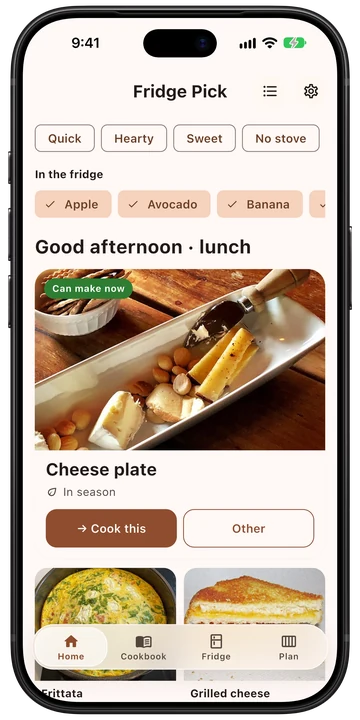 9:41
Fridge Pick
Quick Hearty Sweet No stove
In the fridge
Apple Avocado Banana
Good afternoon · lunch
Can make now
Cheese plate
In season
→ Cook this Other
Home Cookbook Fridge Plan
Frittata Grilled cheese